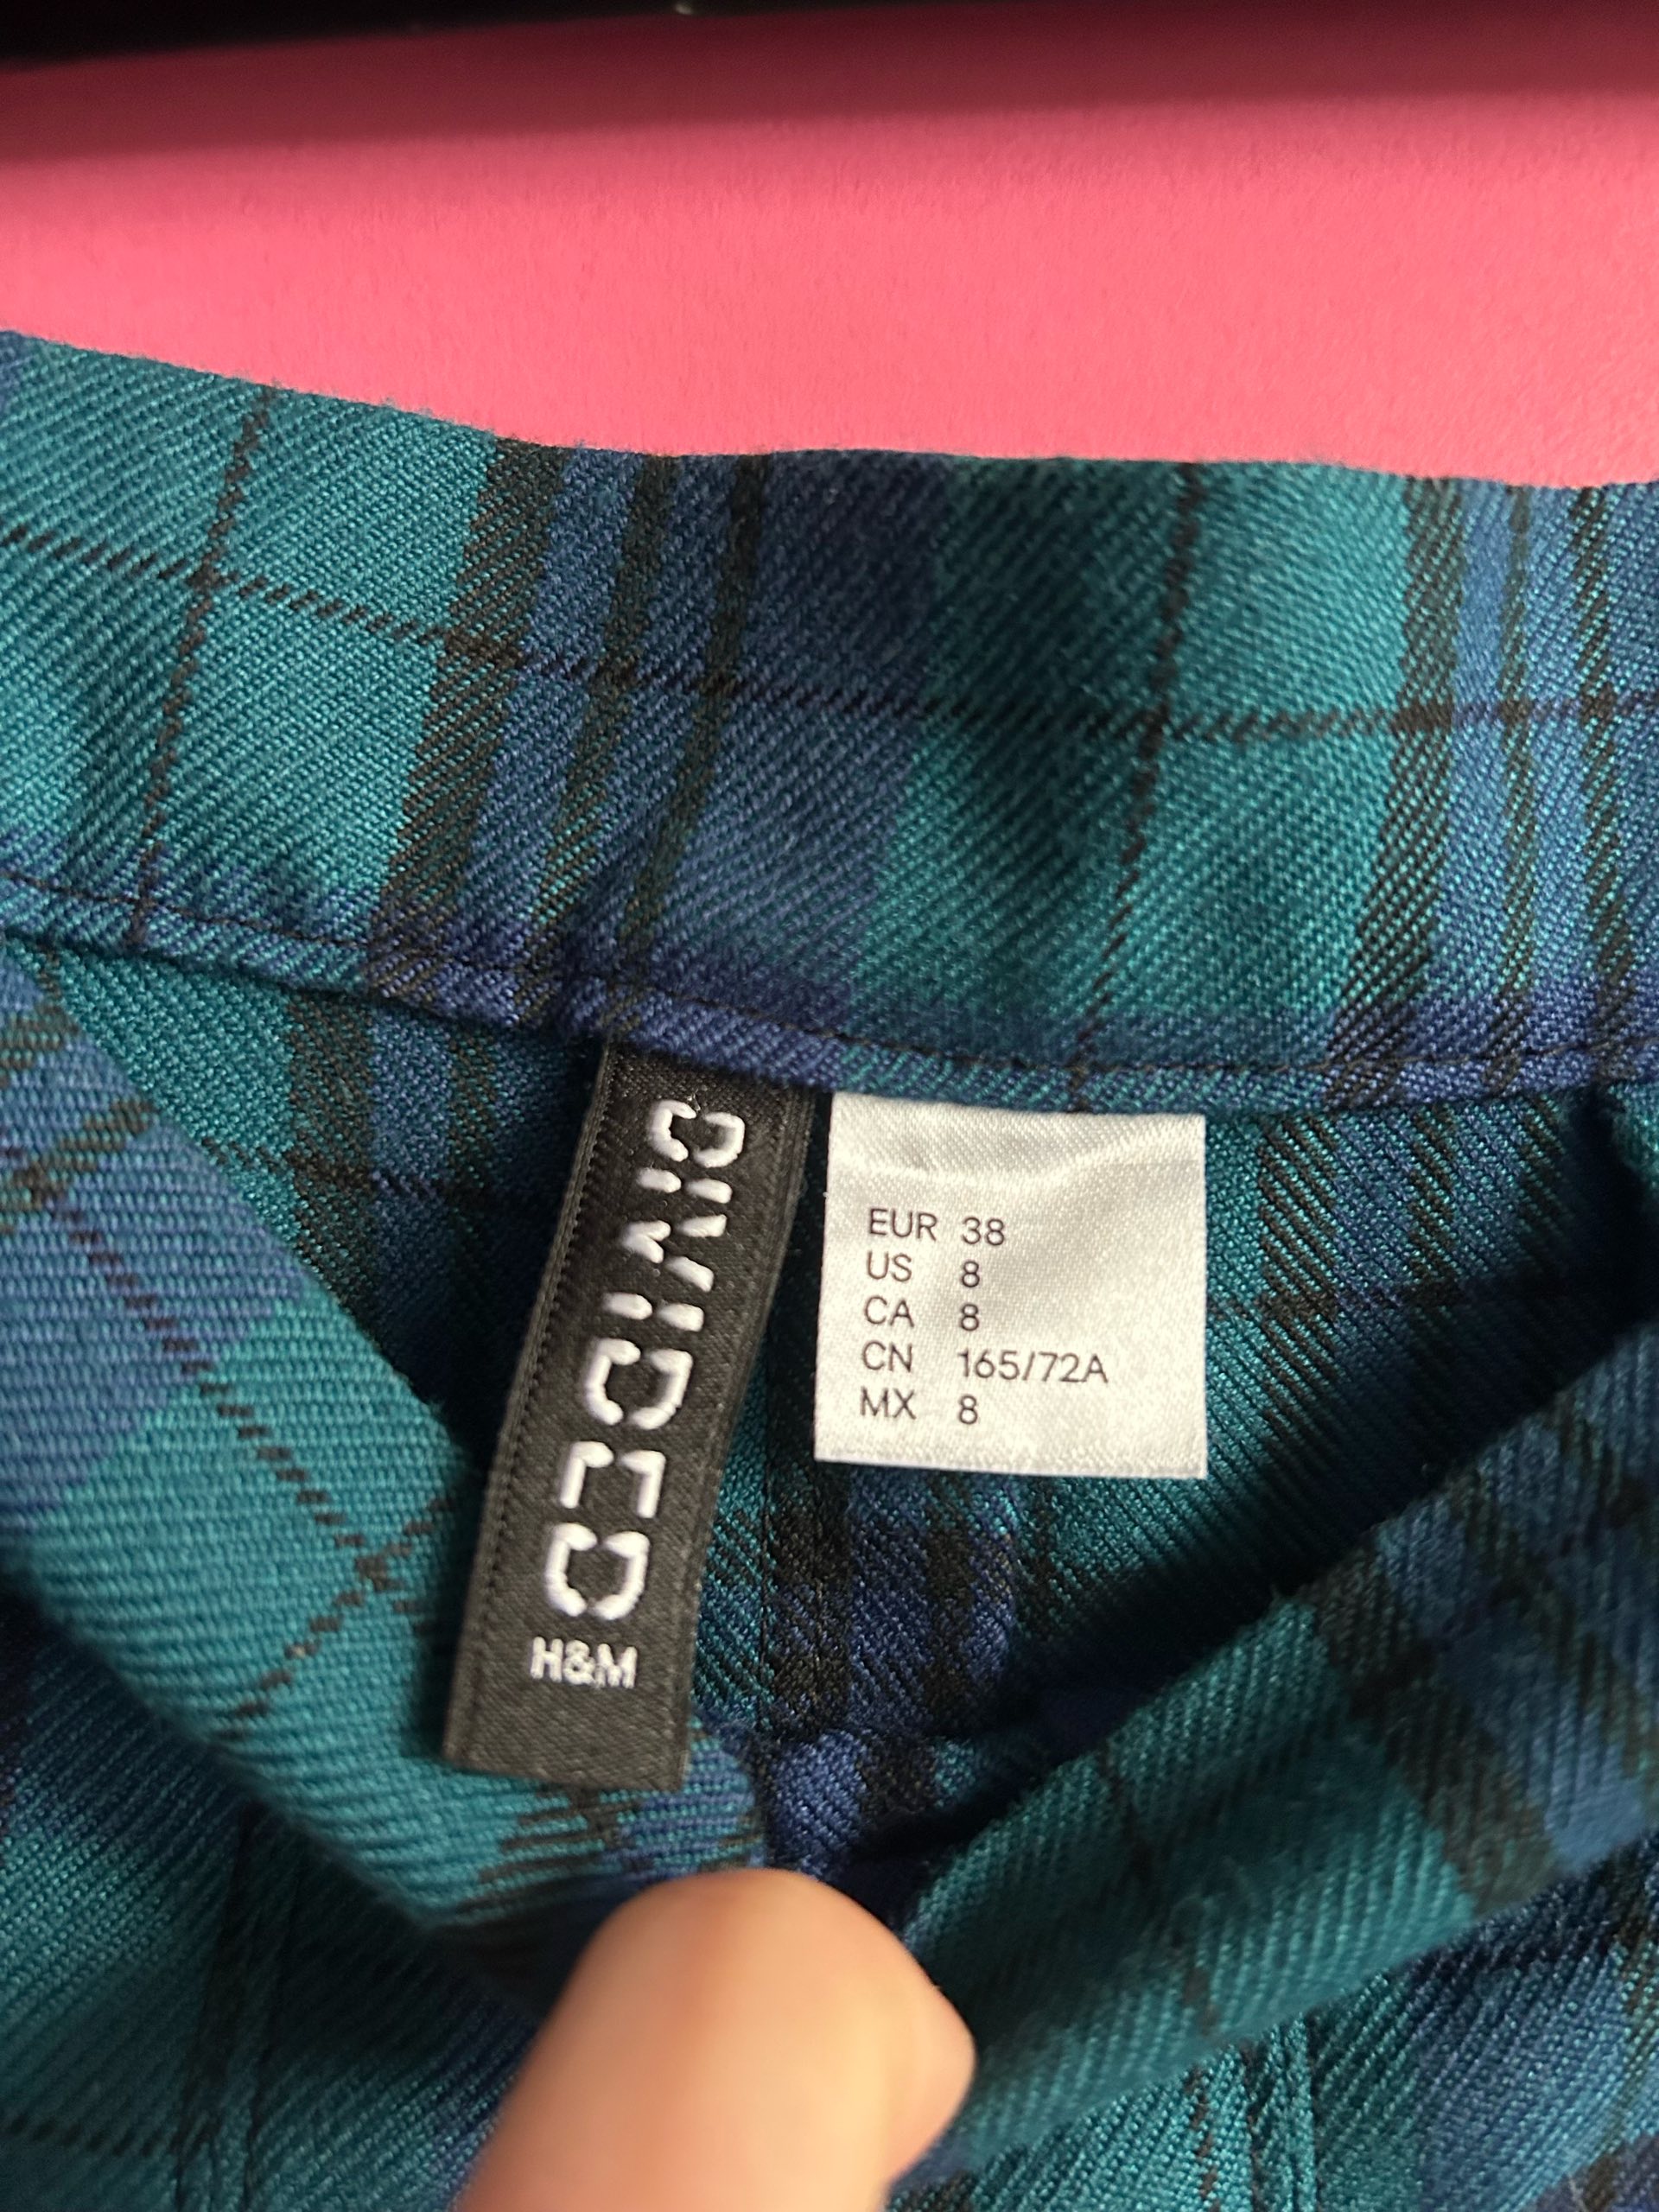 DIVIDED
H&M
EUR 38
US 8
CA 8
CN 165/72A
MX 8